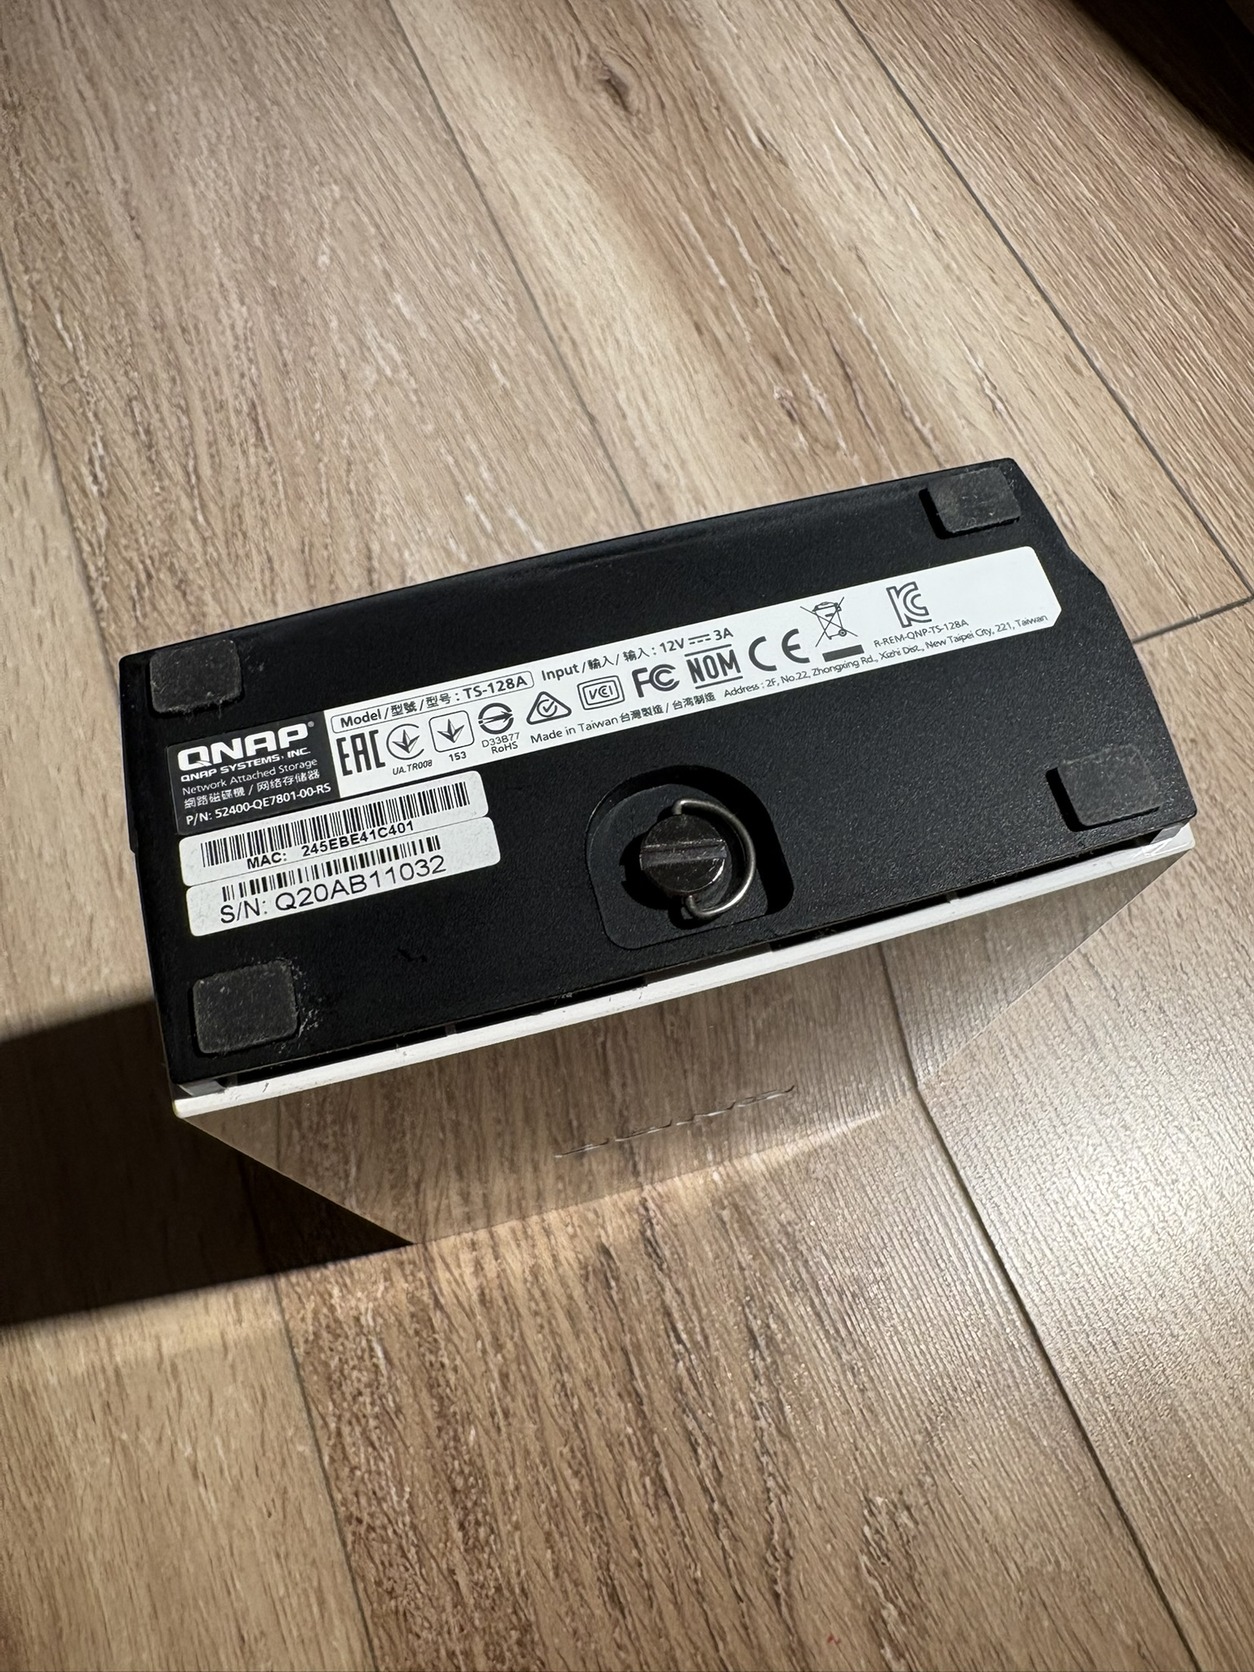 Model/型號/型号: TS-128A Input/輸入/输入: 12V⎓3A
QNAP®
QNAP SYSTEMS, INC.
Network Attached Storage
網路磁碟機/网络存储器
P/N: 52400-QE7801-00-RS
EAC
UA.TR008
153
D33B77
RoHS
VCCI
FC
NOM
CE
KC
R-REM-QNP-TS-128A
Made in Taiwan 台灣製造/台湾制造 Address: 2F, No.22, Zhongxing Rd., Xizhi Dist., New Taipei City, 221, Taiwan
MAC: 245EBE41C401
S/N: Q20AB11032